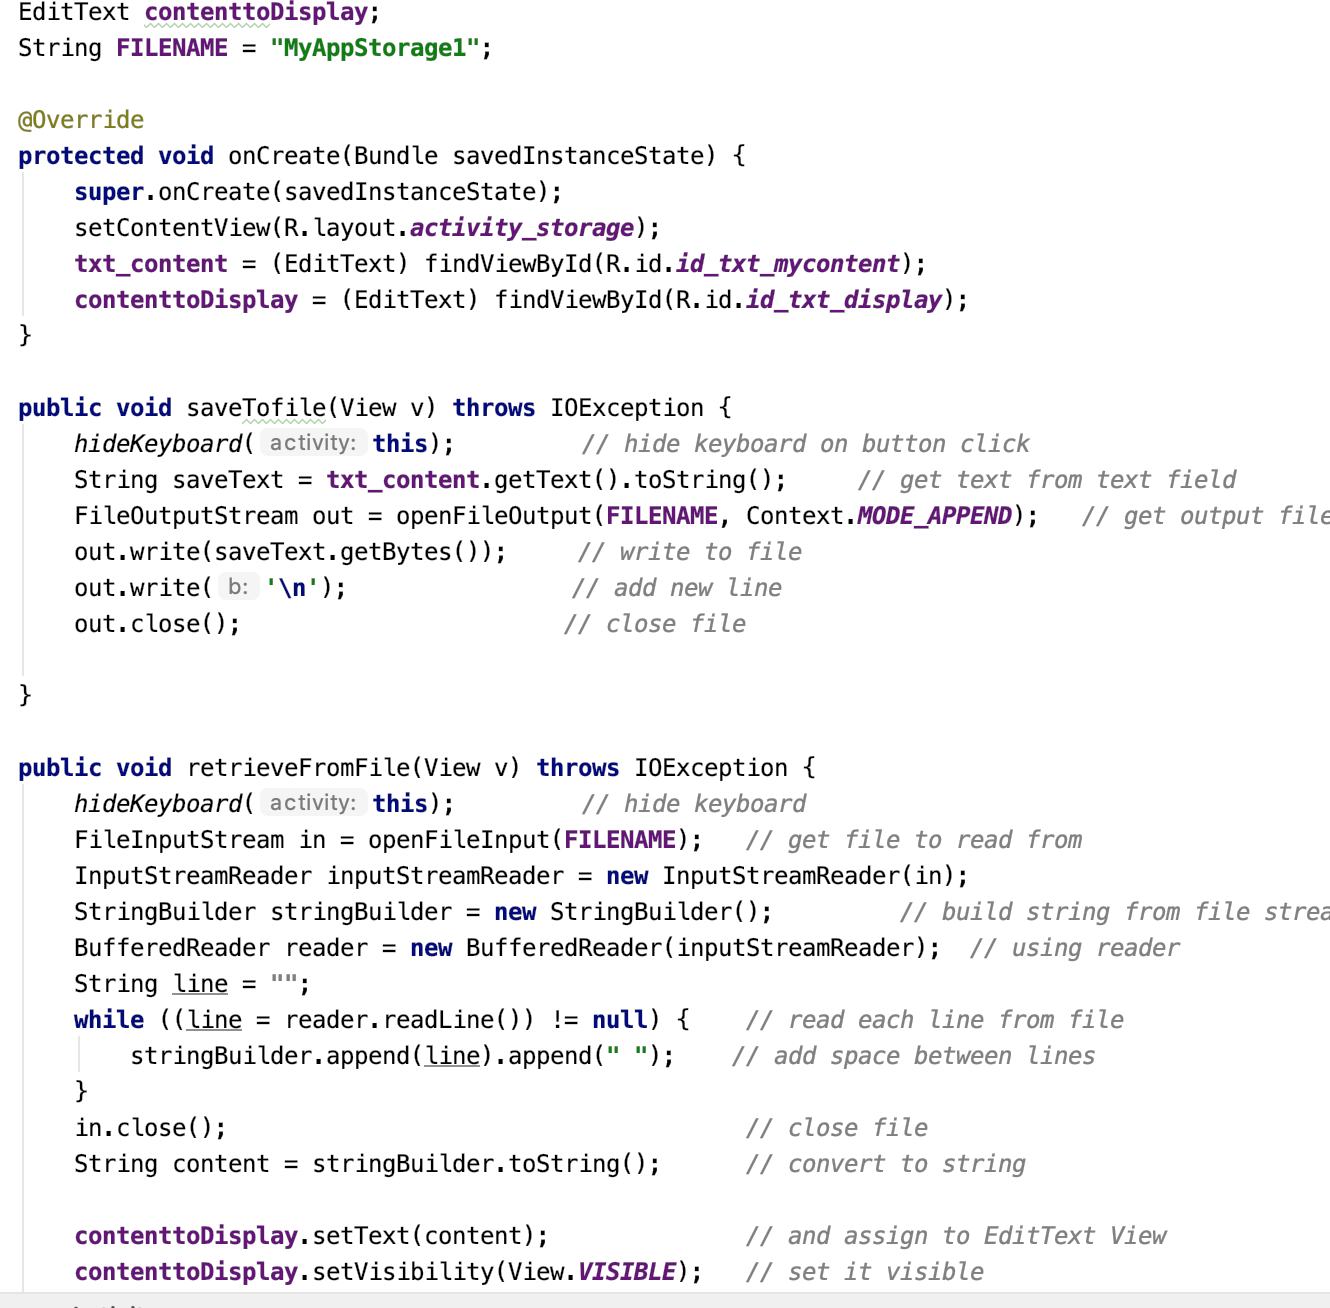 EditText contenttoDisplay;
String FILENAME = "MyAppStorage1";
@Override
protected void onCreate(Bundle savedInstanceState) {
super.onCreate(savedInstanceState);
setContentView(R.layout.activity_storage);
txt_content = (EditText) findViewById(R.id.id_txt_mycontent);
contenttoDisplay = (EditText) findViewById(R.id.id_txt_display);
}
public void saveTofile(View v) throws IOException {
hideKeyboard( activity: this); // hide keyboard on button click
String saveText = txt_content.getText().toString(); // get text from text field
FileOutputStream out = openFileOutput(FILENAME, Context.MODE_APPEND); // get output file
out.write(saveText.getBytes()); // write to file
out.write( b: '\n'); // add new line
out.close(); // close file
}
public void retrieveFromFile(View v) throws IOException {
hideKeyboard( activity: this); // hide keyboard
FileInputStream in = openFileInput(FILENAME); // get file to read from
InputStreamReader inputStreamReader = new InputStreamReader(in);
StringBuilder stringBuilder = new StringBuilder(); // build string from file
BufferedReader reader = new BufferedReader(inputStreamReader); // using reader
String line = "";
while ((line = reader.readLine()) != null) { // read each line from file
stringBuilder.append(line).append(" "); // add space between lines
}
in.close(); // close file
String content = stringBuilder.toString(); // convert to string
contenttoDisplay.setText(content); // and assign to EditText View
contenttoDisplay.setVisibility(View.VISIBLE); // set it visible